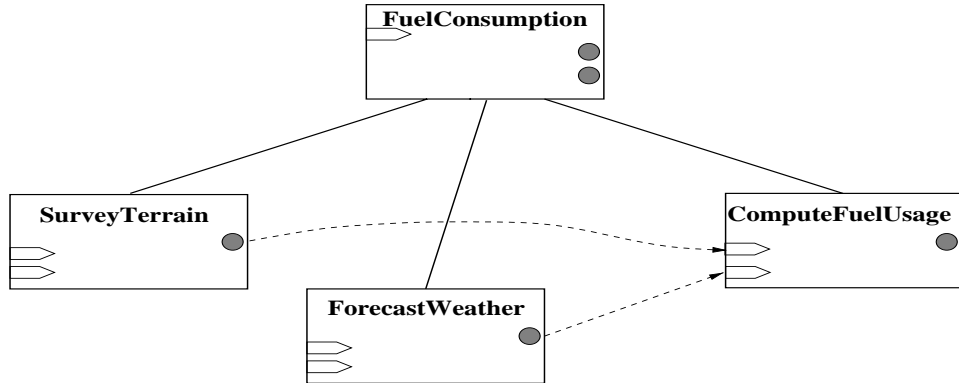 FuelConsumption
SurveyTerrain
ComputeFuelUsage
ForecastWeather